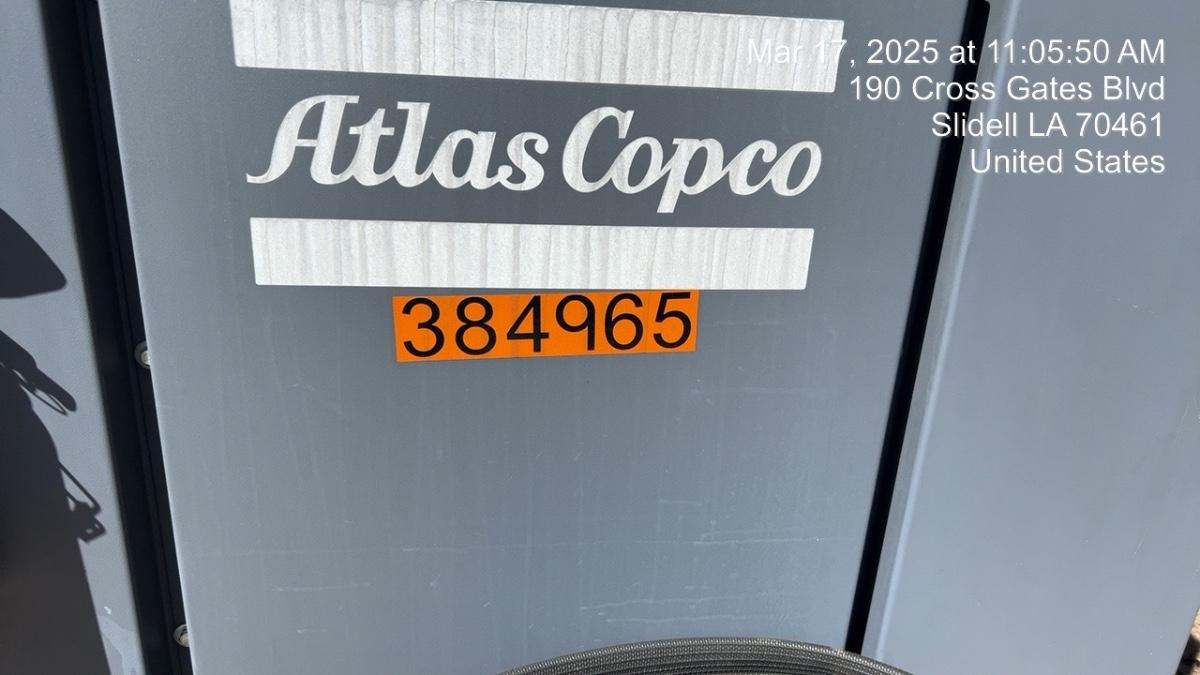 Mar 17, 2025 at 11:05:50 AM
190 Cross Gates Blvd
Slidell LA 70461
United States
Atlas Copco
384965